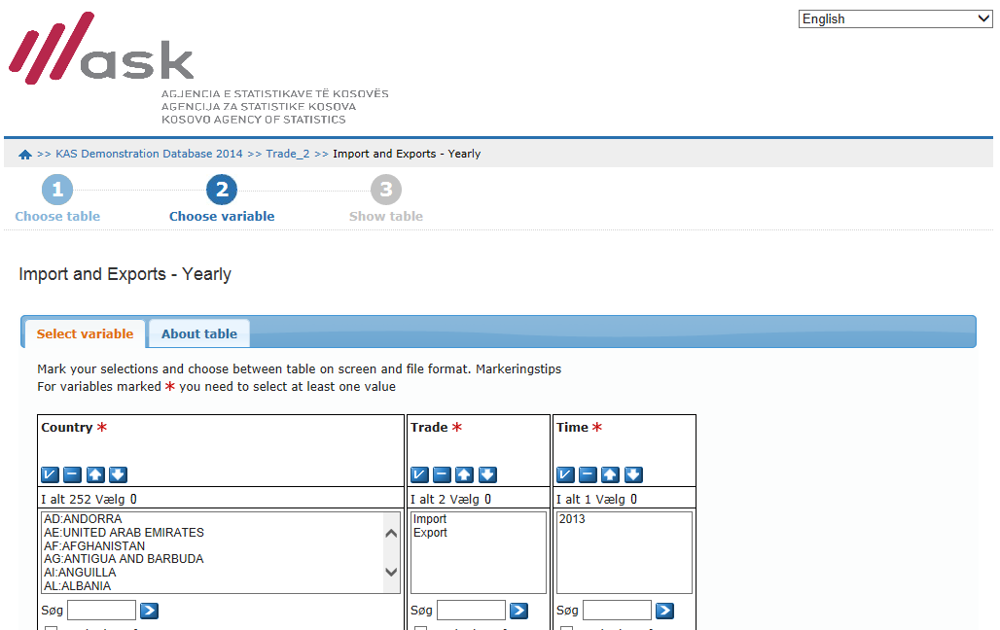 English
ask
AGJENCIA E STATISTIKAVE TË KOSOVËS
AGENCIJA ZA STATISTIKE KOSOVA
KOSOVO AGENCY OF STATISTICS
>> KAS Demonstration Database 2014 >> Trade_2 >> Import and Exports - Yearly
1 2 3
Choose table Choose variable Show table
Import and Exports - Yearly
Select variable About table
Mark your selections and choose between table on screen and file format. Markeringstips
For variables marked * you need to select at least one value
Country * Trade * Time *
I alt 252 Vælg 0 I alt 2 Vælg 0 I alt 1 Vælg 0
AD:ANDORRA Import 2013
AE:UNITED ARAB EMIRATES Export
AF:AFGHANISTAN
AG:ANTIGUA AND BARBUDA
AI:ANGUILLA
AL:ALBANIA
Søg Søg Søg